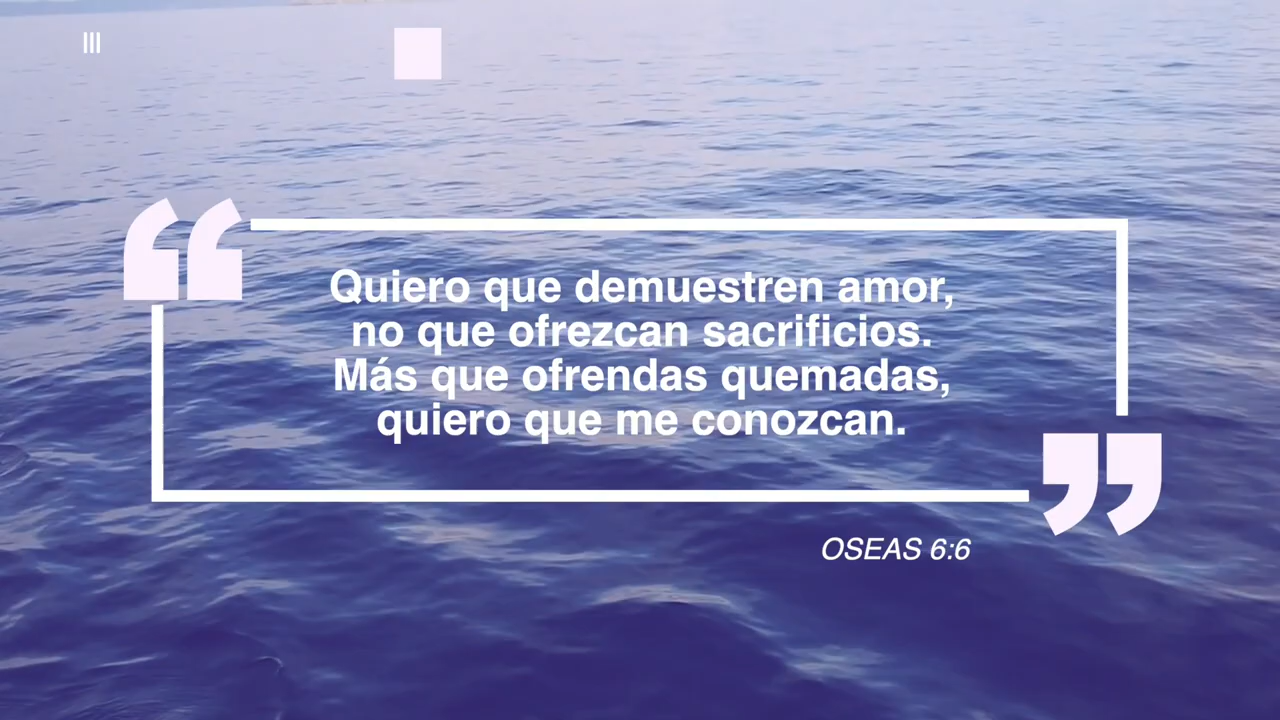 Quiero que demuestren amor,
no que ofrezcan sacrificios.
Más que ofrendas quemadas,
quiero que me conozcan.
OSEAS 6:6